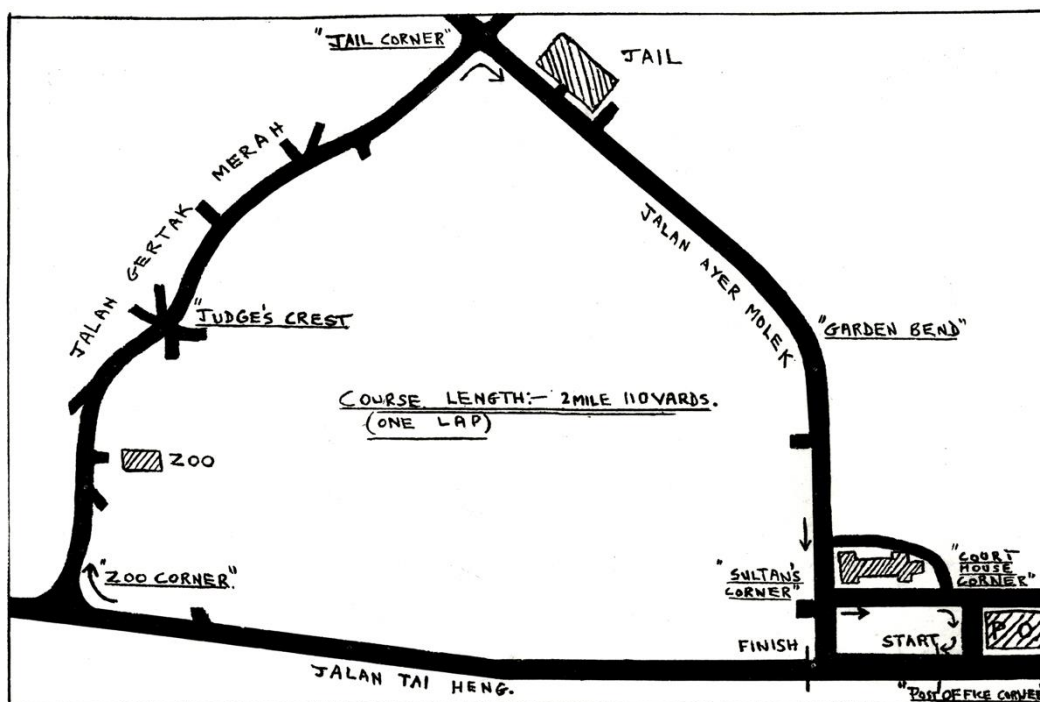 "JAIL CORNER"
JAIL
JALAN GERTAK MERAH
JALAN AYER MOLEK
"JUDGE'S CREST
"GARDEN BEND"
COURSE LENGTH:- 2MILE 110YARDS.
(ONE LAP)
ZOO
"ZOO CORNER"
"SULTAN'S
CORNER"
"COURT
HOUSE
CORNER"
FINISH
START
P O
JALAN TAI HENG.
"POST OFFICE CORNER"